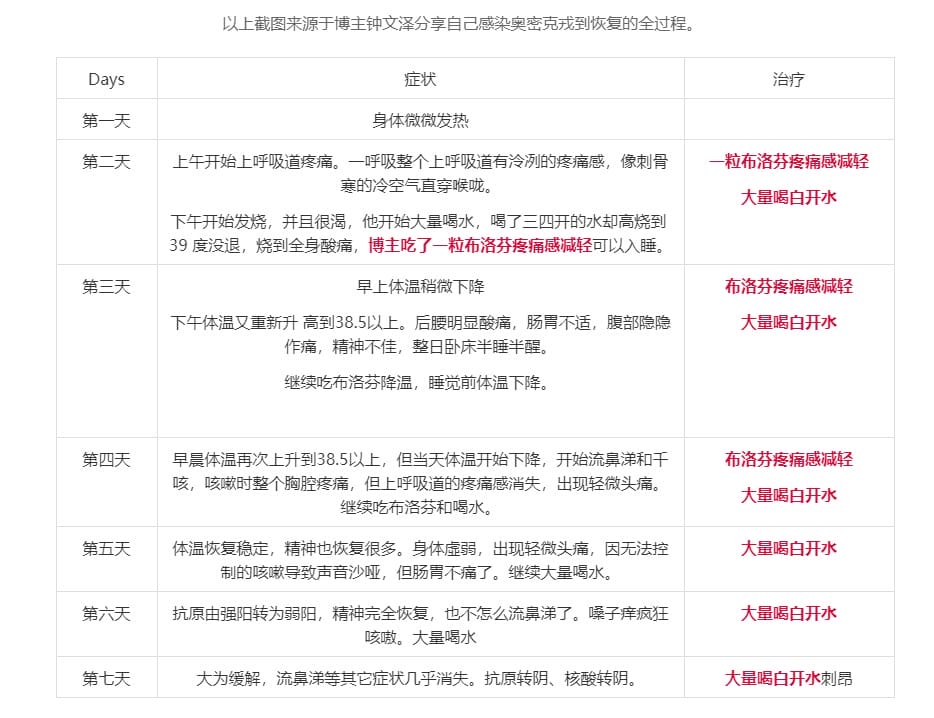 以上截图来源于博主钟文泽分享自己感染奥密克戎到恢复的全过程。
Days 症状 治疗
第一天 身体微微发热
第二天
上午开始上呼吸道疼痛。一呼吸整个上呼吸道有泠冽的疼痛感，像刺骨
寒的冷空气直穿喉咙。
下午开始发烧，并且很渴，他开始大量喝水，喝了三四开的水却高烧到
39 度没退，烧到全身酸痛，博主吃了一粒布洛芬疼痛感减轻可以入睡。
一粒布洛芬疼痛感减轻
大量喝白开水
第三天
早上体温稍微下降
下午体温又重新升 高到38.5以上。后腰明显酸痛，肠胃不适，腹部隐隐
作痛，精神不佳，整日卧床半睡半醒。
继续吃布洛芬降温，睡觉前体温下降。
布洛芬疼痛感减轻
大量喝白开水
第四天
早晨体温再次上升到38.5以上，但当天体温开始下降，开始流鼻涕和干
咳，咳嗽时整个胸腔疼痛，但上呼吸道的疼痛感消失，出现轻微头痛。
继续吃布洛芬和喝水。
布洛芬疼痛感减轻
大量喝白开水
第五天
体温恢复稳定，精神也恢复很多。身体虚弱，出现轻微头痛，因无法控
制的咳嗽导致声音沙哑，但肠胃不痛了。继续大量喝水。
大量喝白开水
第六天
抗原由强阳转为弱阳，精神完全恢复，也不怎么流鼻涕了。嗓子痒疯狂
咳嗷。大量喝水
大量喝白开水
第七天
大为缓解，流鼻涕等其它症状几乎消失。抗原转阴、核酸转阴。
大量喝白开水刺昂